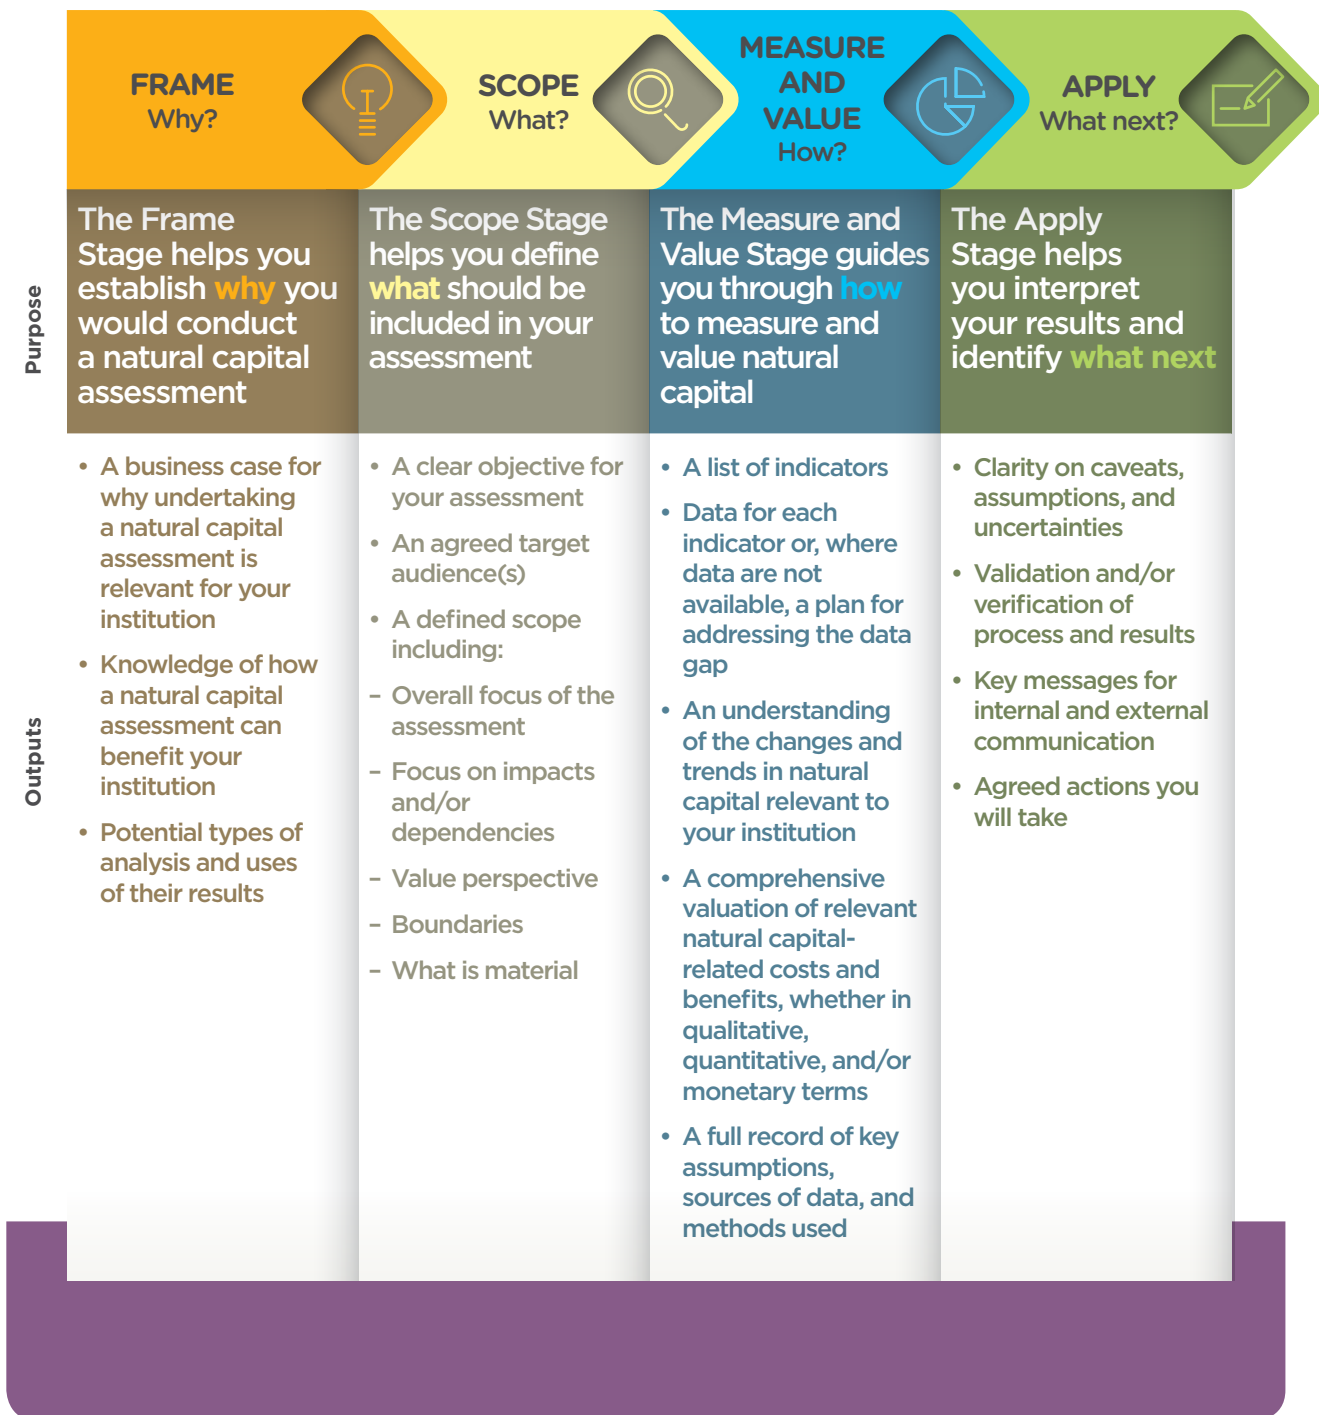 FRAME
Why?
SCOPE
What?
MEASURE
AND
VALUE
How?
APPLY
What next?
Purpose
The Frame
Stage helps you
establish why you
would conduct
a natural capital
assessment
The Scope Stage
helps you define
what should be
included in your
assessment
The Measure and
Value Stage guides
you through how
to measure and
value natural
capital
The Apply
Stage helps
you interpret
your results and
identify what next
Outputs
• A business case for
why undertaking
a natural capital
assessment is
relevant for your
institution
• Knowledge of how
a natural capital
assessment can
benefit your
institution
• Potential types of
analysis and uses
of their results
• A clear objective for
your assessment
• An agreed target
audience(s)
• A defined scope
including:
– Overall focus of the
assessment
– Focus on impacts
and/or
dependencies
– Value perspective
– Boundaries
– What is material
• A list of indicators
• Data for each
indicator or, where
data are not
available, a plan for
addressing the data
gap
• An understanding
of the changes and
trends in natural
capital relevant to
your institution
• A comprehensive
valuation of relevant
natural capital-
related costs and
benefits, whether in
qualitative,
quantitative, and/or
monetary terms
• A full record of key
assumptions,
sources of data, and
methods used
• Clarity on caveats,
assumptions, and
uncertainties
• Validation and/or
verification of
process and results
• Key messages for
internal and external
communication
• Agreed actions you
will take